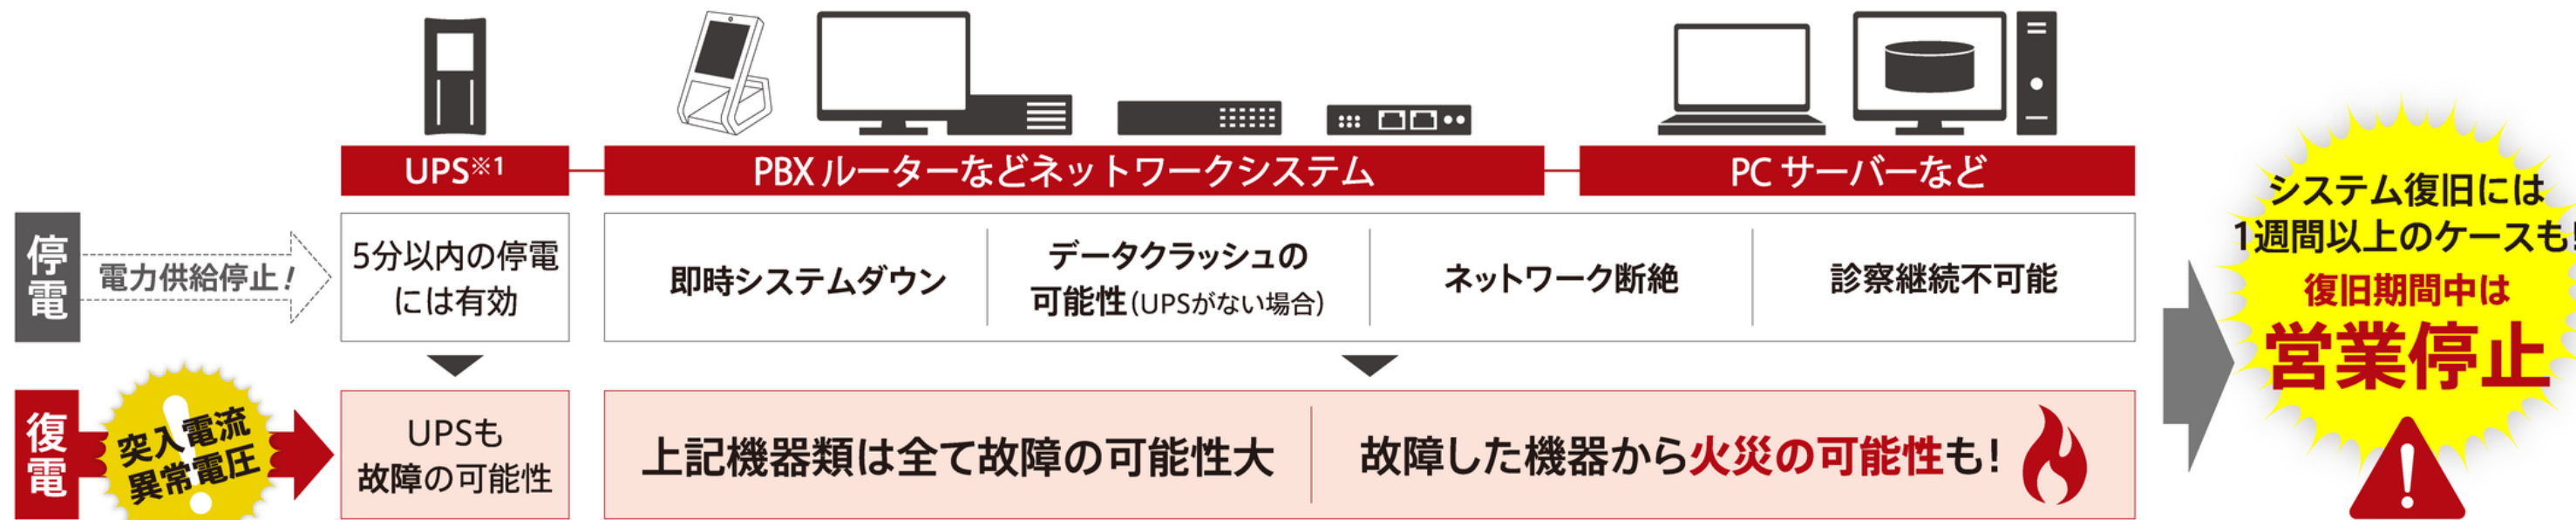 UPS※1
PBX ルーターなどネットワークシステム
PC サーバーなど
停電
電力供給停止！
5分以内の停電
には有効
即時システムダウン
データクラッシュの
可能性(UPSがない場合)
ネットワーク断絶
診察継続不可能
復電
突入電流
異常電圧
!
UPSも
故障の可能性
上記機器類は全て故障の可能性大
故障した機器から火災の可能性も!
システム復旧には
1週間以上のケースも!
復旧期間中は
営業停止
!